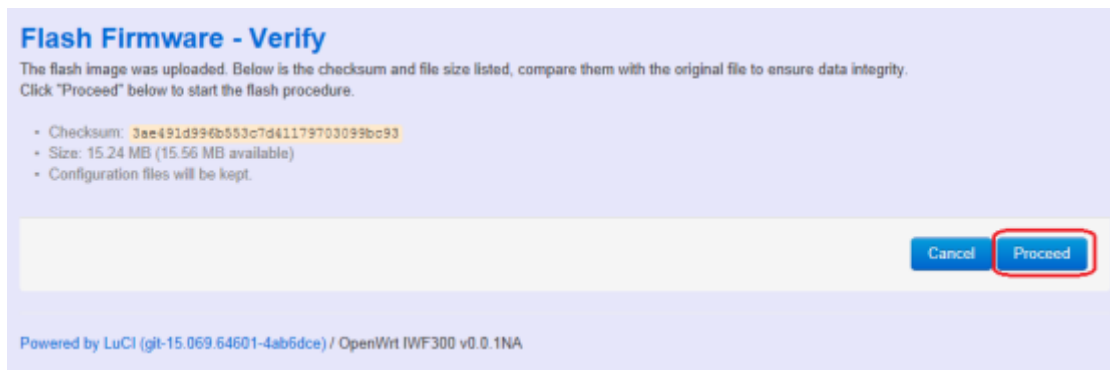 Flash Firmware - Verify
The flash image was uploaded. Below is the checksum and file size listed, compare them with the original file to ensure data integrity.
Click "Proceed" below to start the flash procedure.
Checksum: 3ae491d996b553c7d41179703099bc93
Size: 15.24 MB (15.56 MB available)
Configuration files will be kept.
Cancel Proceed
Powered by LuCI (git-15.069.64601-4ab6dce) / OpenWrt IWF300 v0.0.1NA